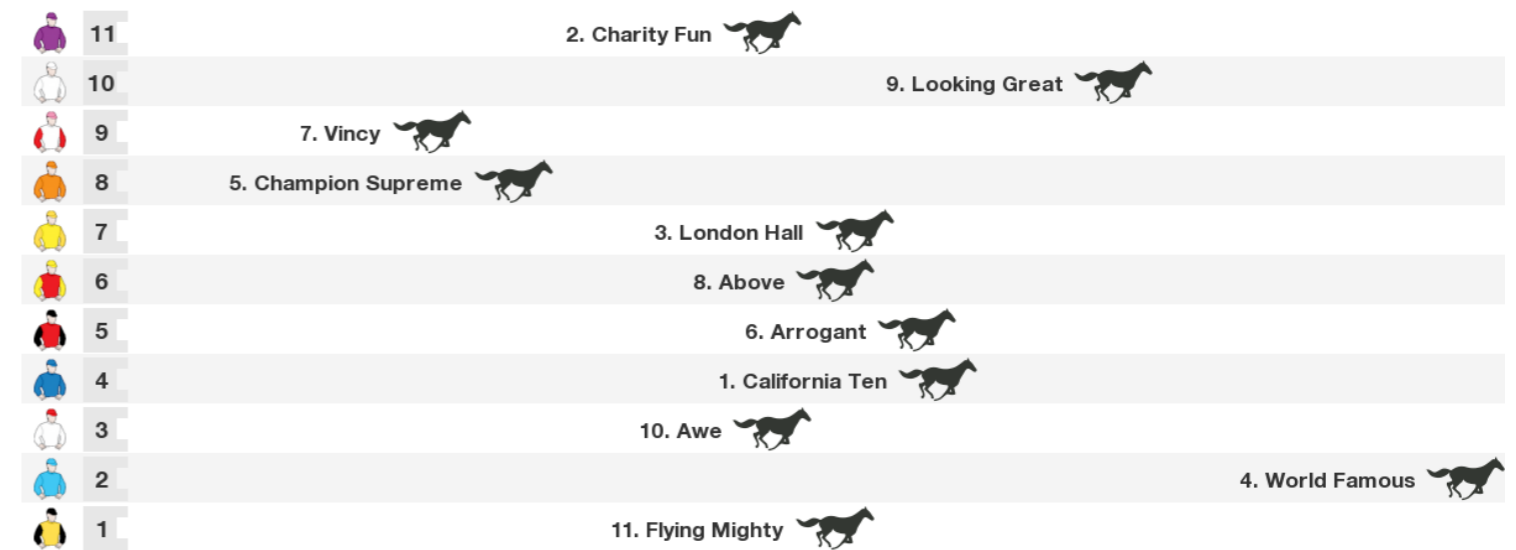 11 2. Charity Fun
10 9. Looking Great
9 7. Vincy
8 5. Champion Supreme
7 3. London Hall
6 8. Above
5 6. Arrogant
4 1. California Ten
3 10. Awe
2 4. World Famous
1 11. Flying Mighty